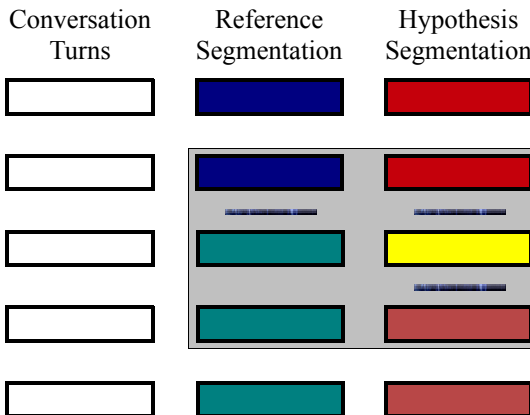 Conversation
Turns
Reference
Segmentation
Hypothesis
Segmentation